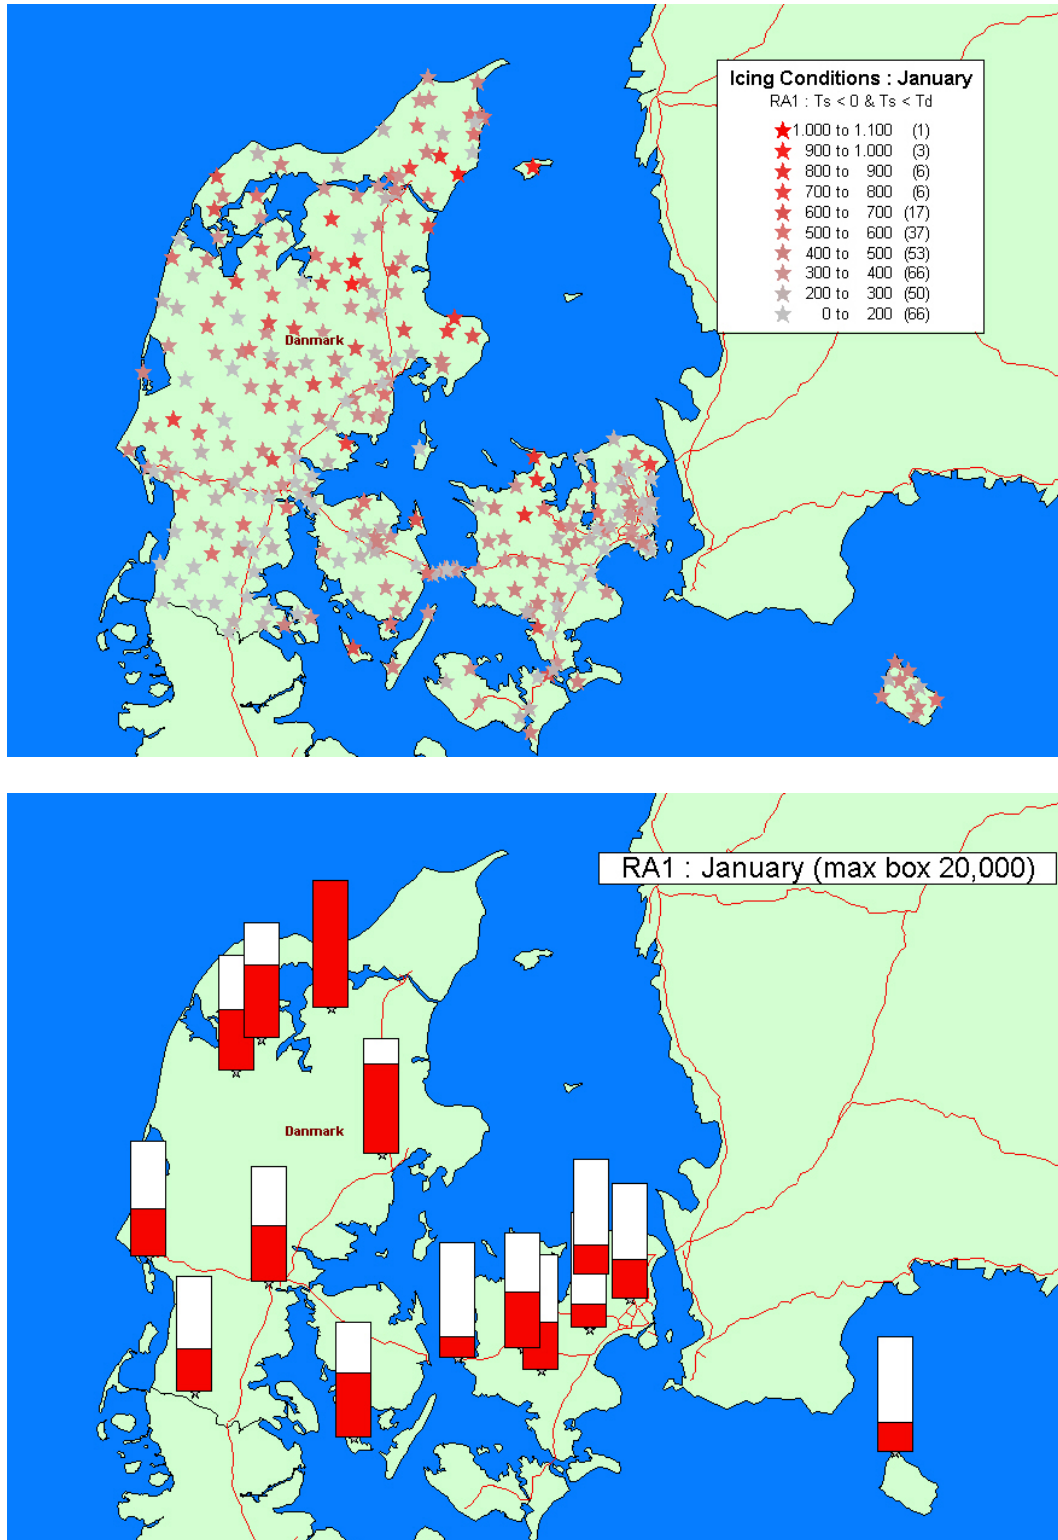 Icing Conditions : January
RA1 : Ts < 0 & Ts < Td
1.000 to 1.100 (1)
900 to 1.000 (3)
800 to 900 (6)
700 to 800 (6)
600 to 700 (17)
500 to 600 (37)
400 to 500 (53)
300 to 400 (66)
200 to 300 (50)
0 to 200 (66)
Danmark
RA1 : January (max box 20,000)
Danmark